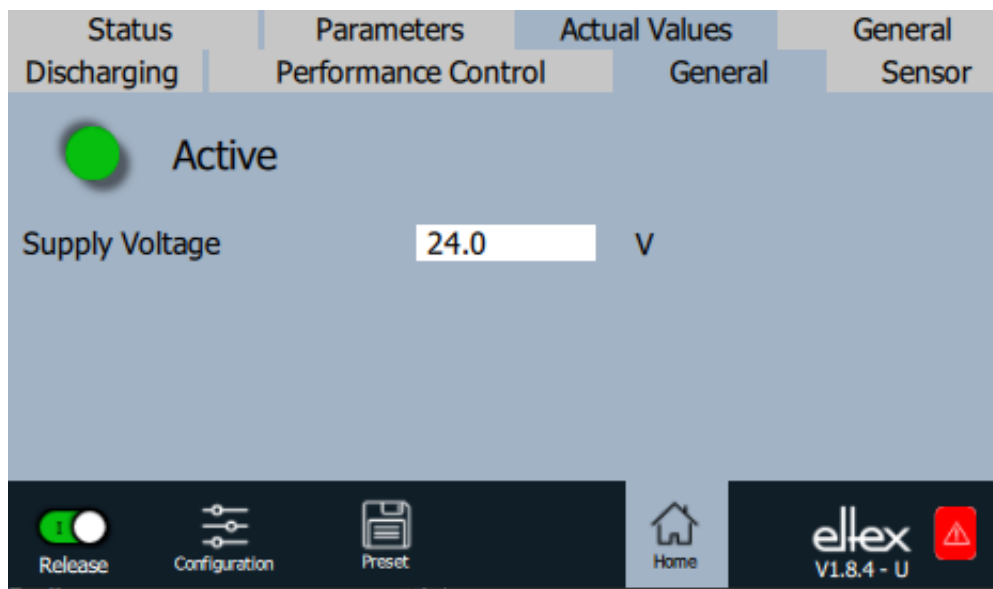 Status Parameters Actual Values General
Discharging Performance Control General Sensor
Active
Supply Voltage 24.0 V
I
Release Configuration Preset Home eltex
V1.8.4 - U